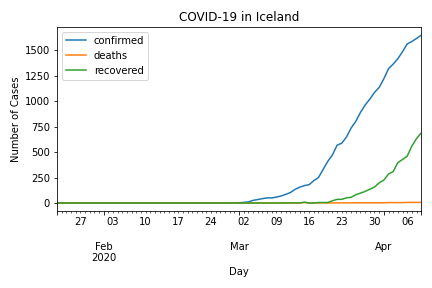 COVID-19 in Iceland
confirmed
deaths
recovered
Number of Cases
1500
1250
1000
750
500
250
0
27 03 10 17 24 02 09 16 23 30 06
Feb Mar Apr
2020
Day